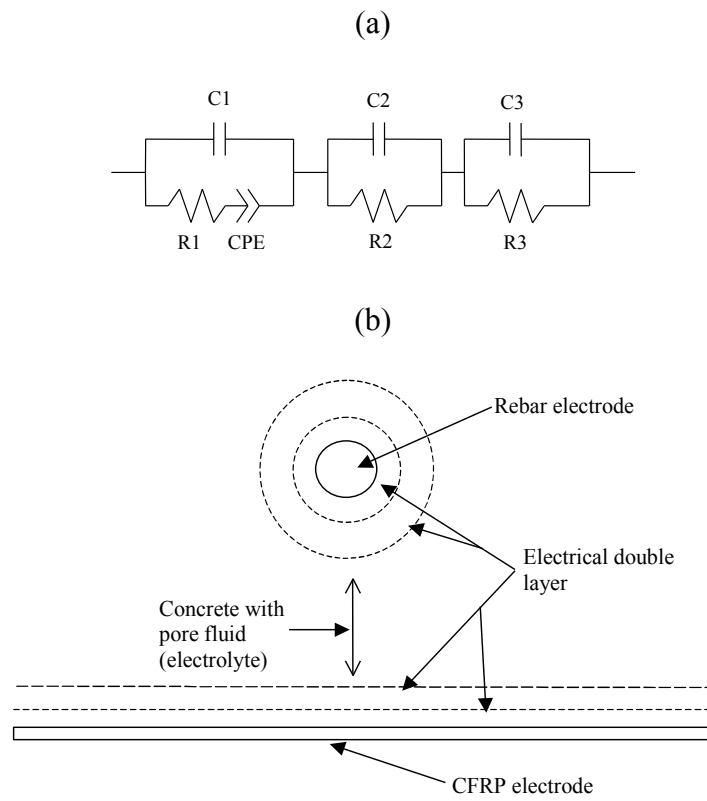 (a)
C1
C2
C3
R1
CPE
R2
R3
(b)
Rebar electrode
Electrical double
layer
Concrete with
pore fluid
(electrolyte)
CFRP electrode